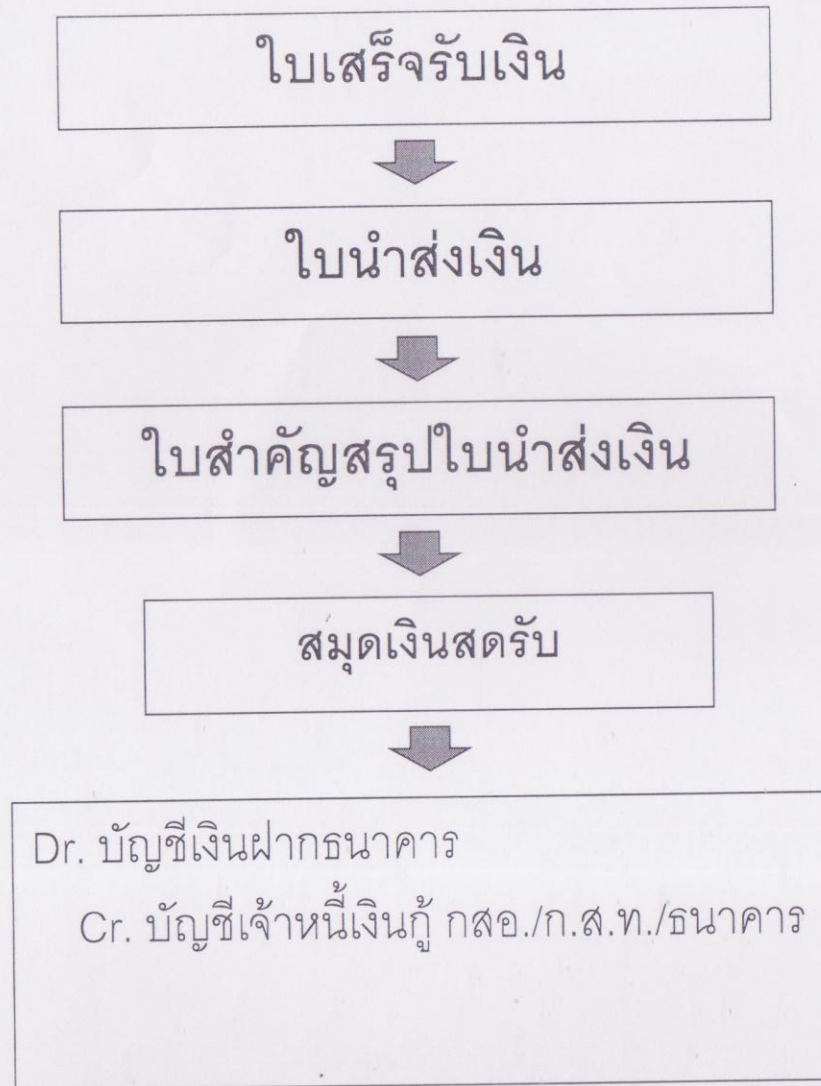 ใบเสร็จรับเงิน
ใบนำส่งเงิน
ใบสำคัญสรุปใบนำส่งเงิน
สมุดเงินสดรับ
Dr. บัญชีเงินฝากธนาคาร
Cr. บัญชีเจ้าหนี้เงินกู้ กสอ./ก.ส.ท./ธนาคาร